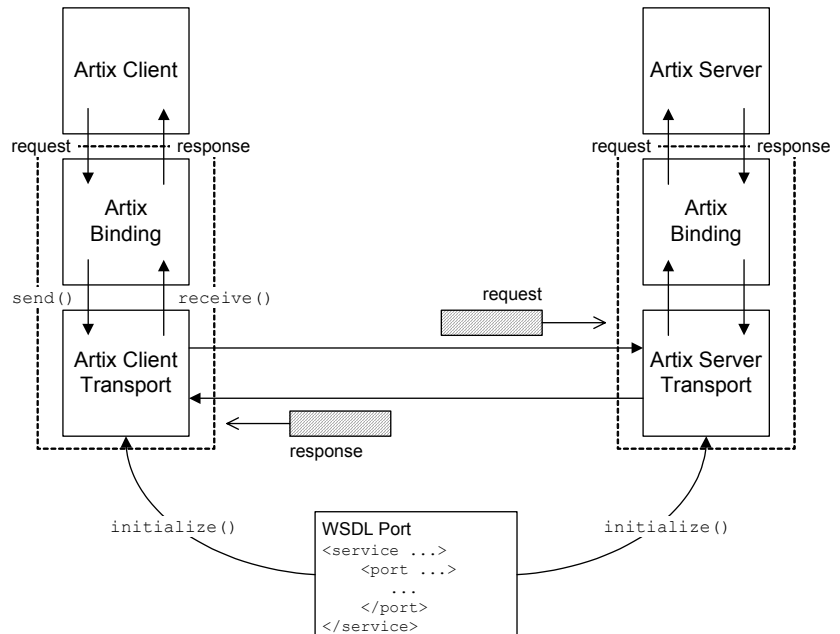 Artix Client
Artix Server
request
response
request
response
Artix
Binding
Artix
Binding
send()
receive()
request
Artix Client
Transport
Artix Server
Transport
response
initialize()
initialize()
WSDL Port
<service ...>
<port ...>
...
</port>
</service>